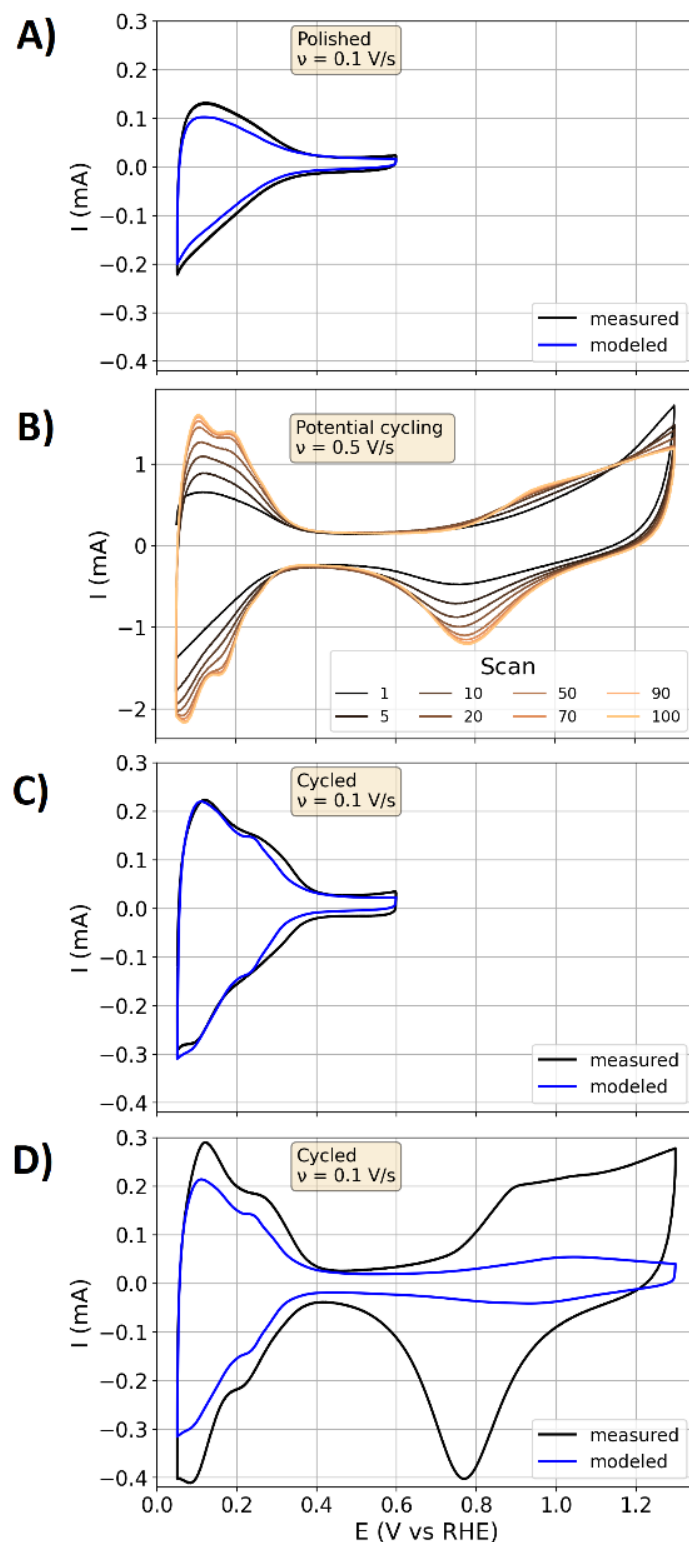 A)
0.3
0.2
0.1
0.0
−0.1
−0.2
−0.3
−0.4
I (mA)
Polished
ν = 0.1 V/s
measured
modeled
B)
1
0
−1
−2
I (mA)
Potential cycling
ν = 0.5 V/s
Scan
1 10 50 90
5 20 70 100
C)
0.3
0.2
0.1
0.0
−0.1
−0.2
−0.3
−0.4
I (mA)
Cycled
ν = 0.1 V/s
measured
modeled
D)
0.3
0.2
0.1
0.0
−0.1
−0.2
−0.3
−0.4
I (mA)
Cycled
ν = 0.1 V/s
measured
modeled
0.0 0.2 0.4 0.6 0.8 1.0 1.2
E (V vs RHE)